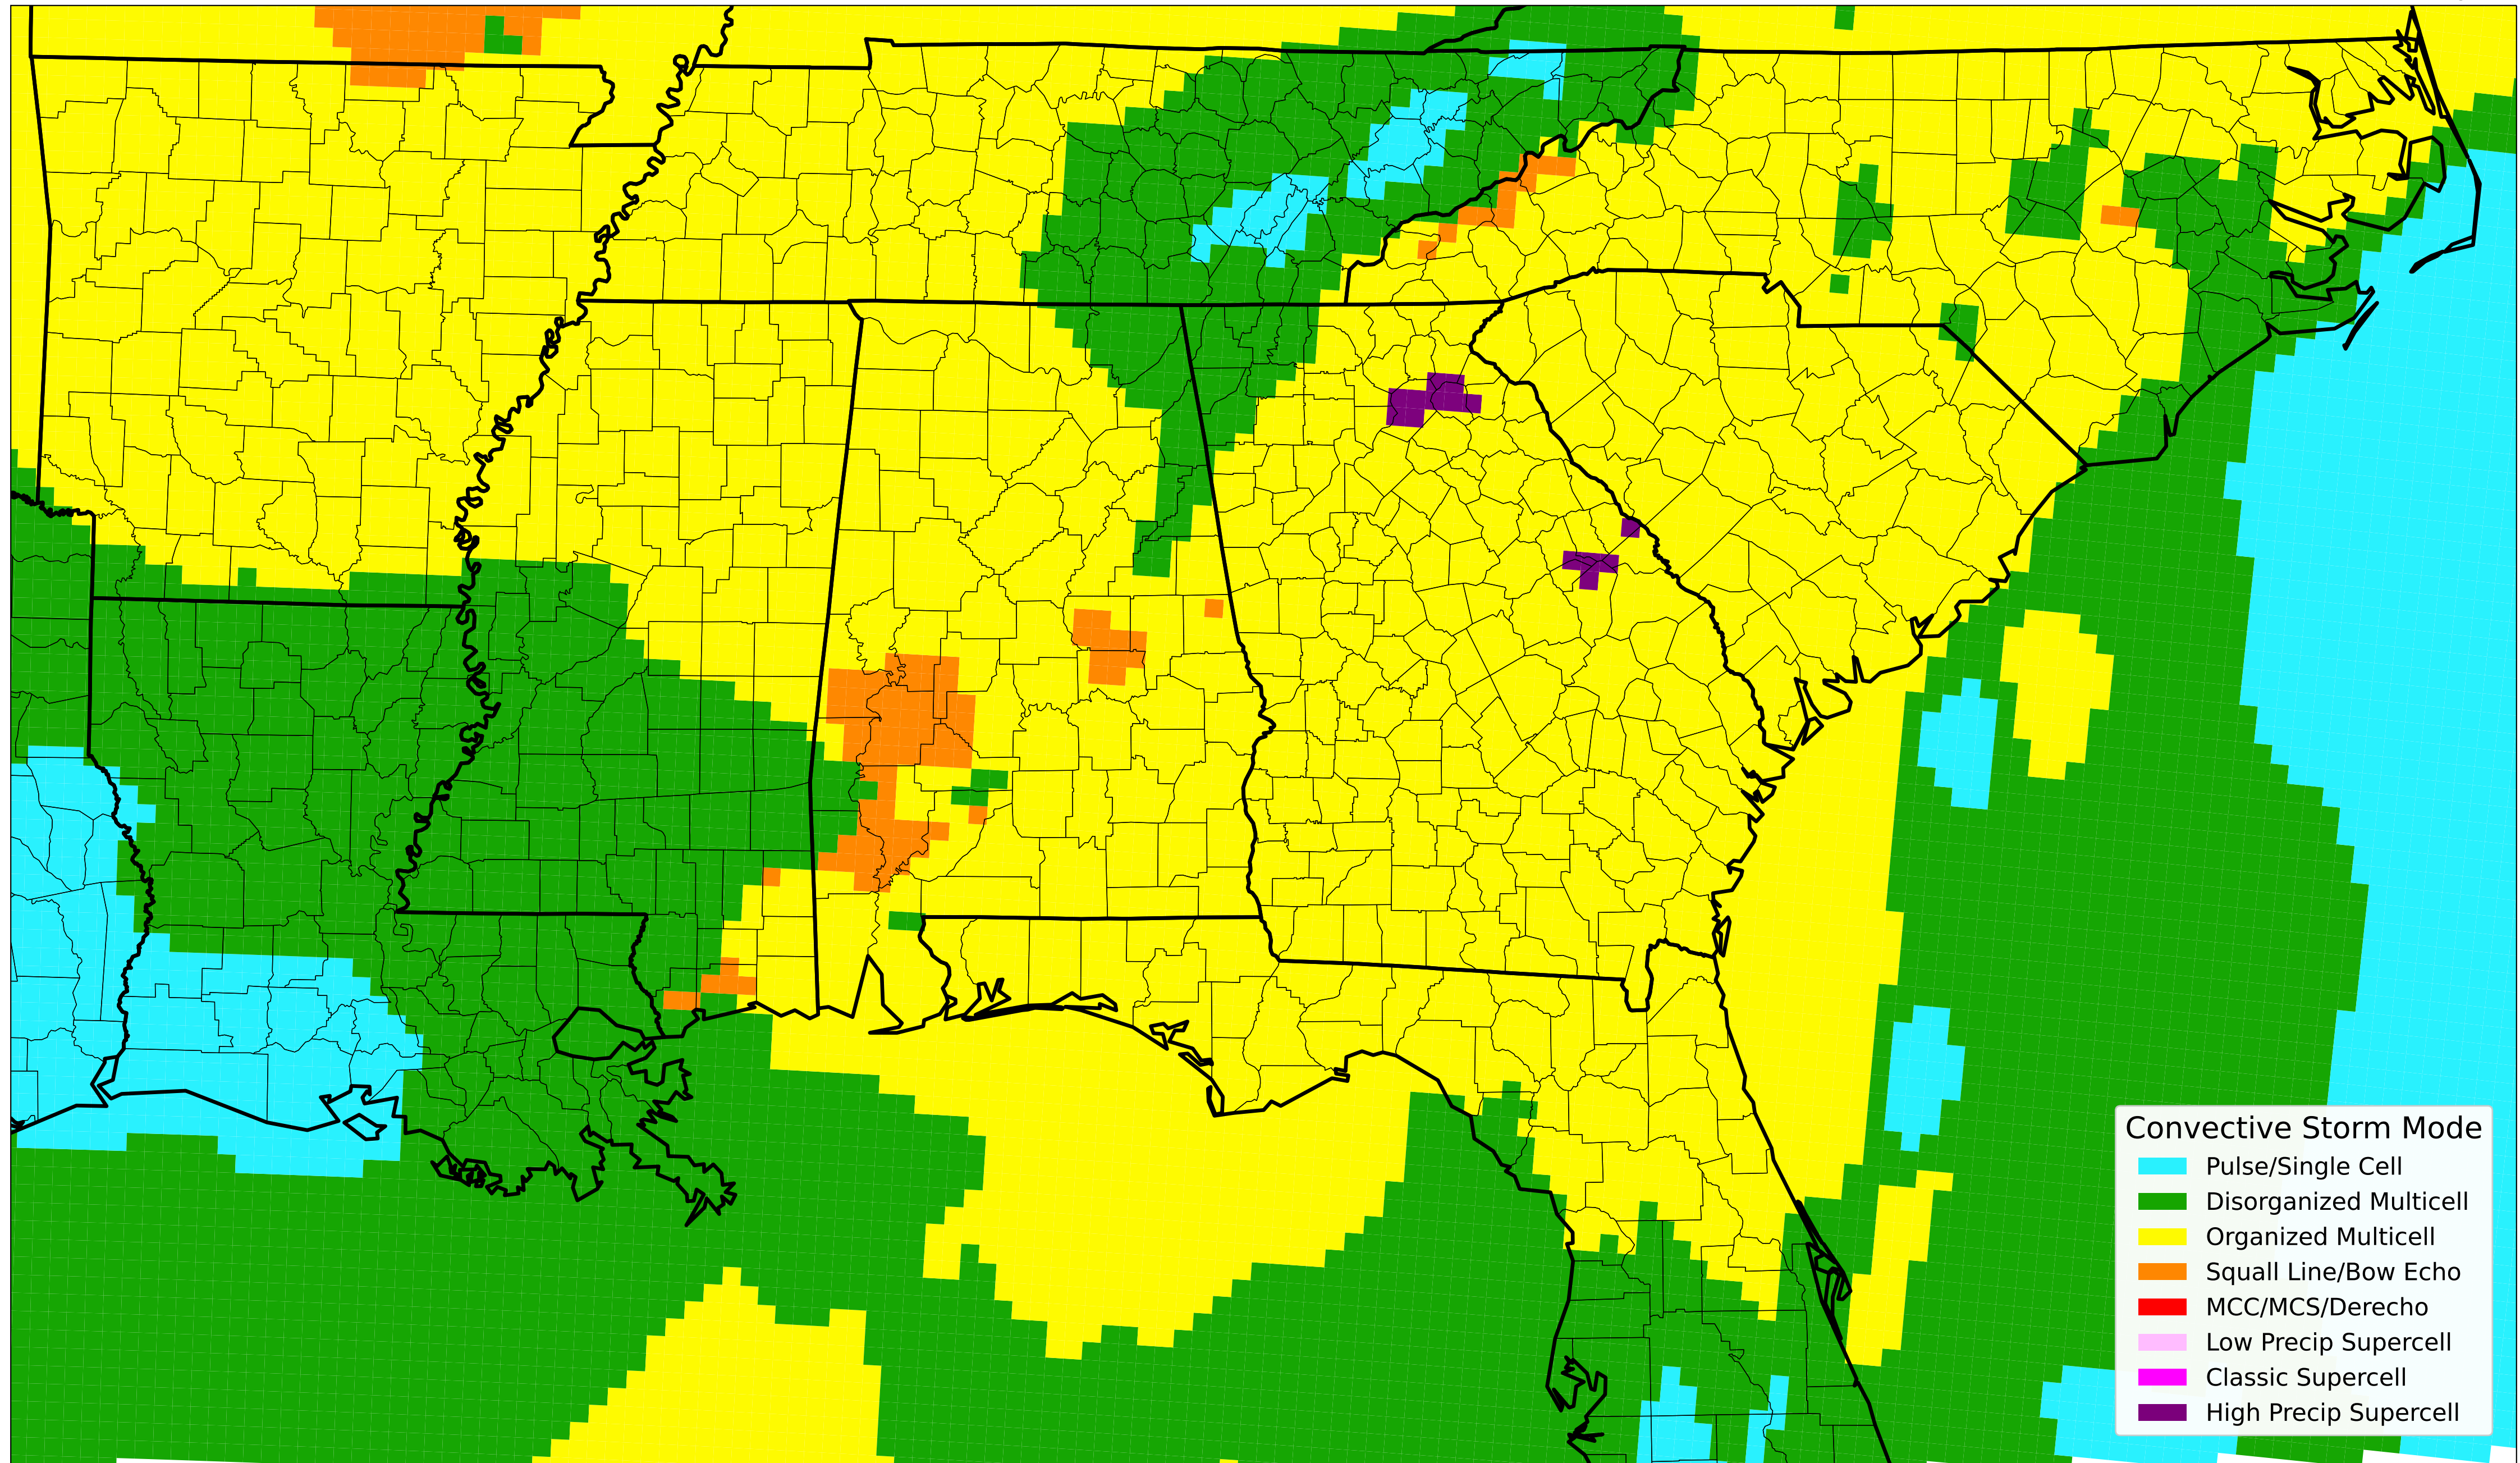 Convective Storm Mode
Pulse/Single Cell
Disorganized Multicell
Organized Multicell
Squall Line/Bow Echo
MCC/MCS/Derecho
Low Precip Supercell
Classic Supercell
High Precip Supercell